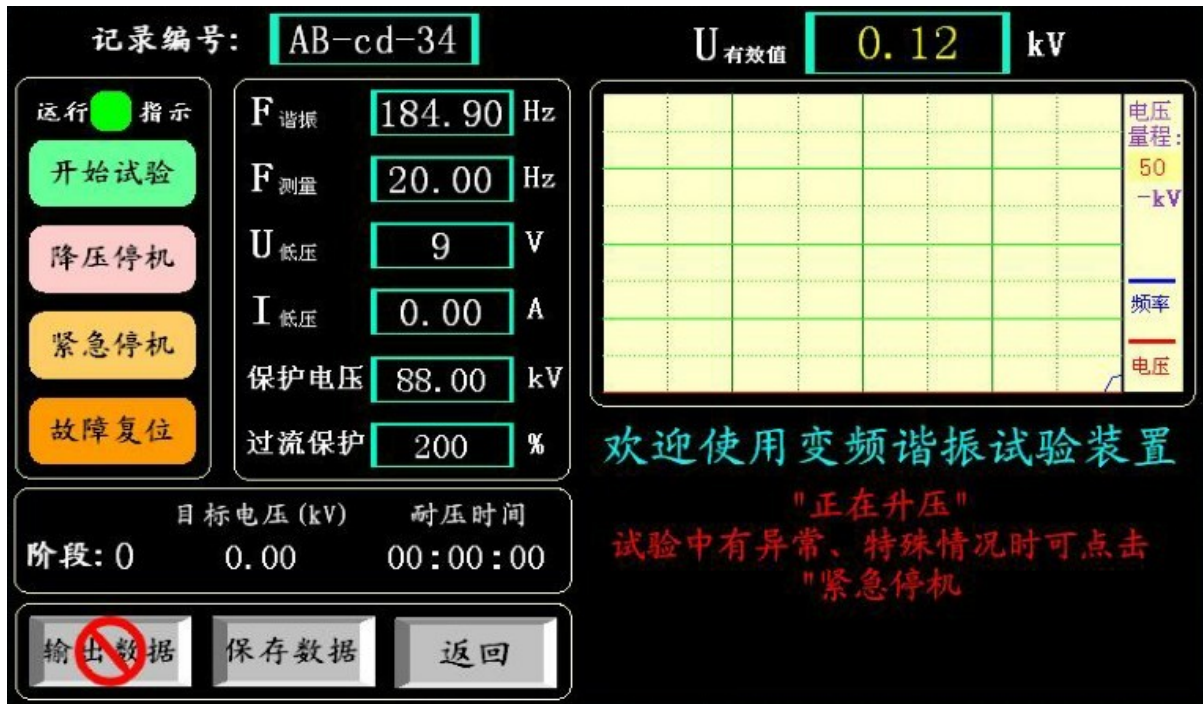 记录编号: AB-cd-34
U有效值 0.12 kV
运行 指示
开始试验
降压停机
紧急停机
故障复位
F谐振 184.90 Hz
F测量 20.00 Hz
U低压 9 V
I低压 0.00 A
保护电压 88.00 kV
过流保护 200 %
电压
量程:
50
-kV
频率
电压
目标电压(kV) 耐压时间
阶段: 0 0.00 00:00:00
输出数据 保存数据 返回
欢迎使用变频谐振试验装置
"正在升压"
试验中有异常、特殊情况时可点击
"紧急停机